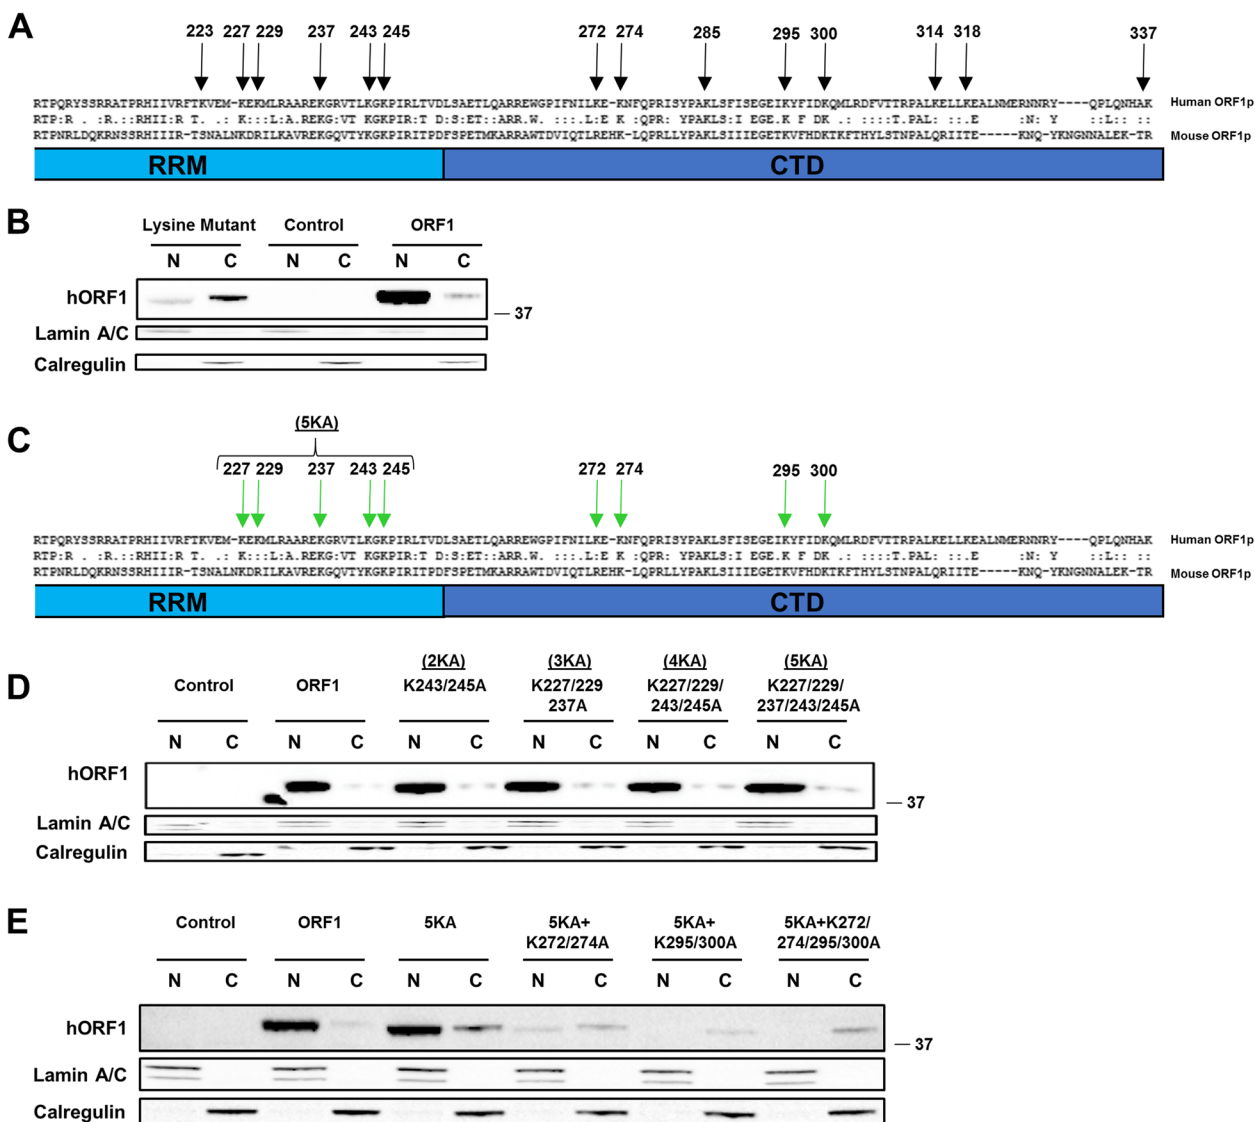 A
223 227 229 237 243 245 272 274 285 295 300 314 318 337
RTPQRYSSRRATPRHIIVRFTKVEM-KEKMLRAAREKGRVTLKGKPIRLTVDLSAETLQARREWGPIFNILKE-KNFQPRISYPAKLSFISEGEIKYFIDKQMLRDFVTTRPALKELLKEALNMERNNRY----QPLQNHAK Human ORF1p
RTPNRLDQKRNSSRHIIIR-TSNALNKDRILKAVREKGQVTYKGKPIRITPDFSPETMKARRAWTDVIQTLREHK-LQPRLLYPAKLSIIIEGETKVFHDKTKFTHYLSTNPALQRIITE-----KNQ-YKNGNNALEK-TR Mouse ORF1p
RRM CTD
B
Lysine Mutant Control ORF1
N C N C N C
hORF1
— 37
Lamin A/C
Calregulin
C
(5KA)
227 229 237 243 245 272 274 295 300
RTPQRYSSRRATPRHIIVRFTKVEM-KEKMLRAAREKGRVTLKGKPIRLTVDLSAETLQARREWGPIFNILKE-KNFQPRISYPAKLSFISEGEIKYFIDKQMLRDFVTTRPALKELLKEALNMERNNRY----QPLQNHAK Human ORF1p
RTPNRLDQKRNSSRHIIIR-TSNALNKDRILKAVREKGQVTYKGKPIRITPDFSPETMKARRAWTDVIQTLREHK-LQPRLLYPAKLSIIIEGETKVFHDKTKFTHYLSTNPALQRIITE-----KNQ-YKNGNNALEK-TR Mouse ORF1p
RRM CTD
D
(2KA) (3KA) (4KA) (5KA)
Control ORF1 K243/245A K227/229 K227/229/ K227/229/
237A 243/245A 237/243/245A
N C N C N C N C N C N C
hORF1
— 37
Lamin A/C
Calregulin
E
Control ORF1 5KA 5KA+ 5KA+ 5KA+K272/
K272/274A K295/300A 274/295/300A
N C N C N C N C N C N C
hORF1
— 37
Lamin A/C
Calregulin